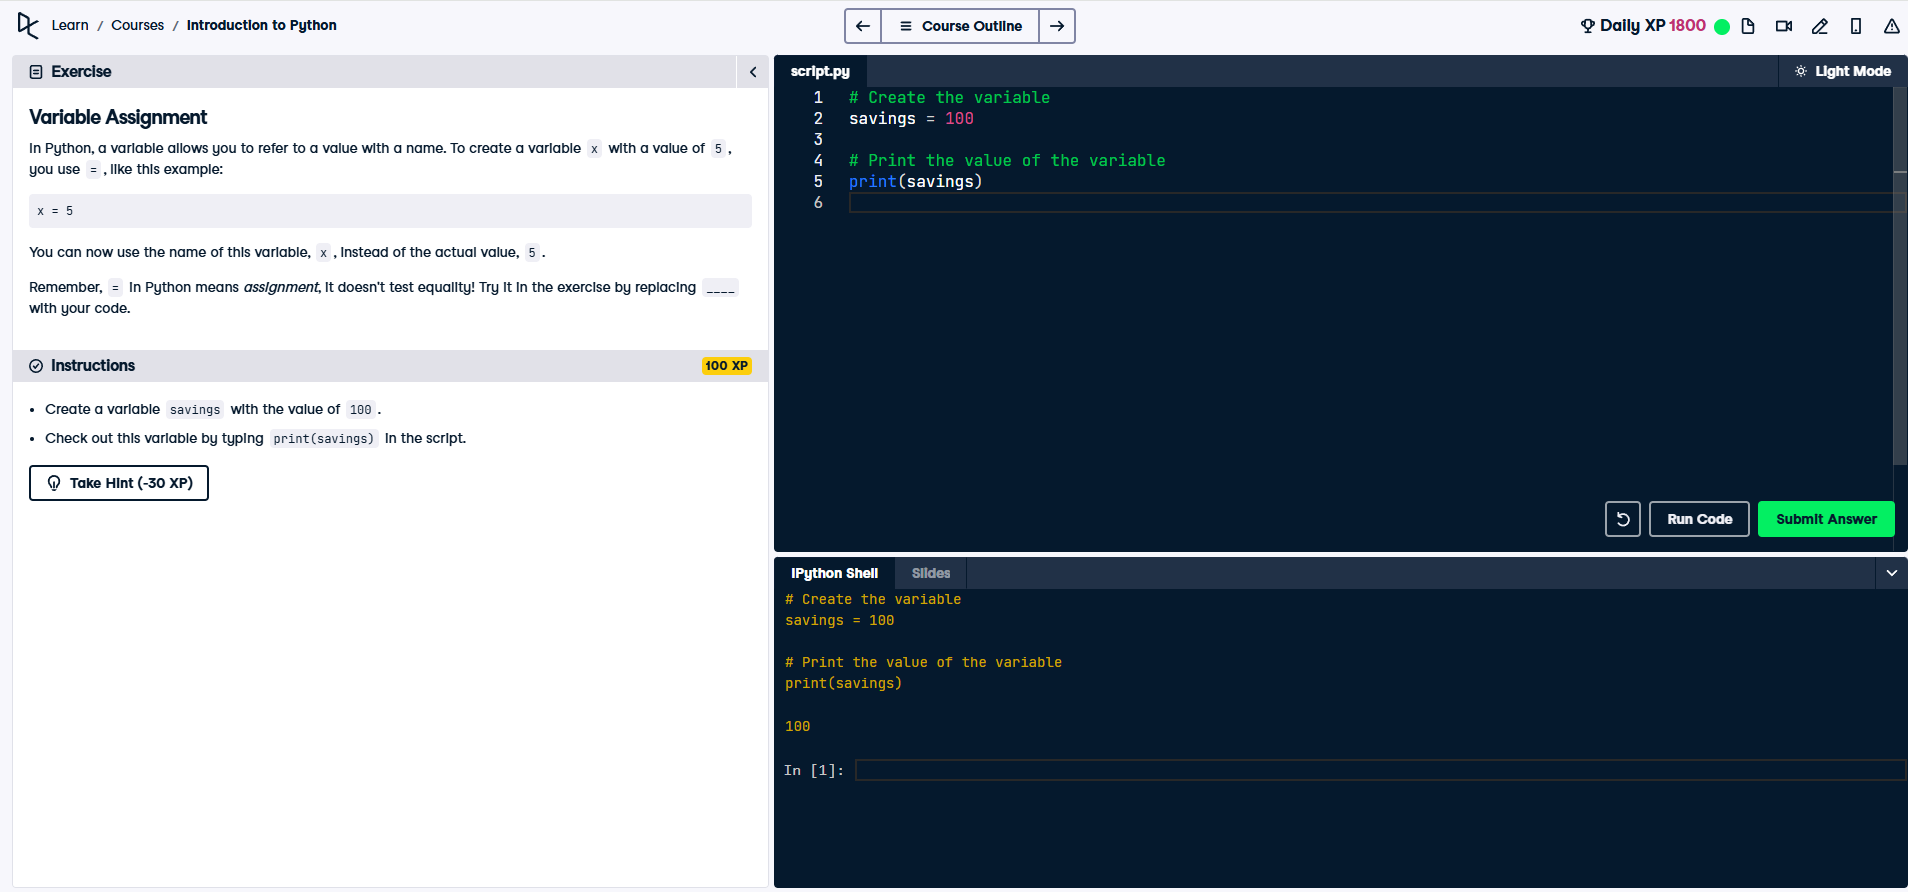 Learn / Courses / Introduction to Python
Course Outline
Daily XP 1800
Exercise
Variable Assignment
In Python, a variable allows you to refer to a value with a name. To create a variable x with a value of 5 ,
you use = , like this example:
x = 5
You can now use the name of this variable, x , instead of the actual value, 5 .
Remember, = in Python means assignment, it doesn't test equality! Try it in the exercise by replacing ____
with your code.
Instructions
100 XP
• Create a variable savings with the value of 100 .
• Check out this variable by typing print(savings) in the script.
Take Hint (-30 XP)
script.py
Light Mode
1 # Create the variable
2 savings = 100
3
4 # Print the value of the variable
5 print(savings)
6
Run Code
Submit Answer
IPython Shell
Slides
# Create the variable
savings = 100
# Print the value of the variable
print(savings)
100
In [1]: